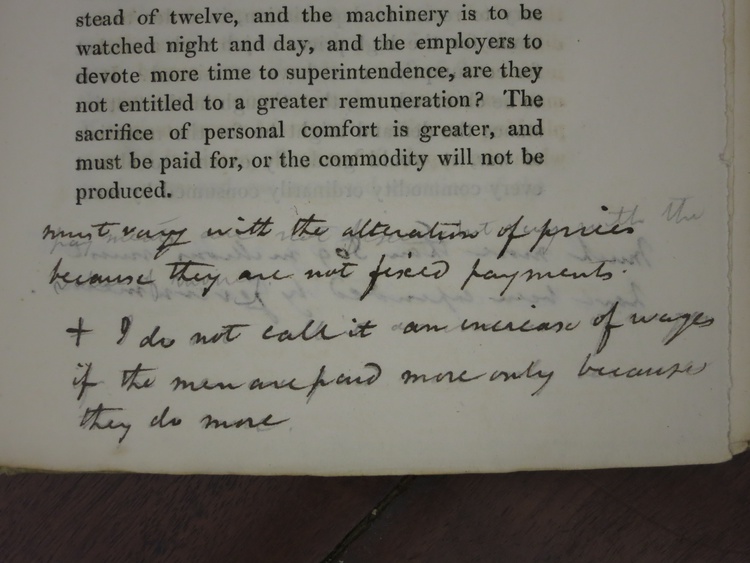 stead of twelve, and the machinery is to be
watched night and day, and the employers to
devote more time to superintendence, are they
not entitled to a greater remuneration? The
sacrifice of personal comfort is greater, and
must be paid for, or the commodity will not be
produced.
must vary with the alteration of prices
because they are not fixed payments.
+ I do not call it an increase of wages
if the men are paid more only because
they do more